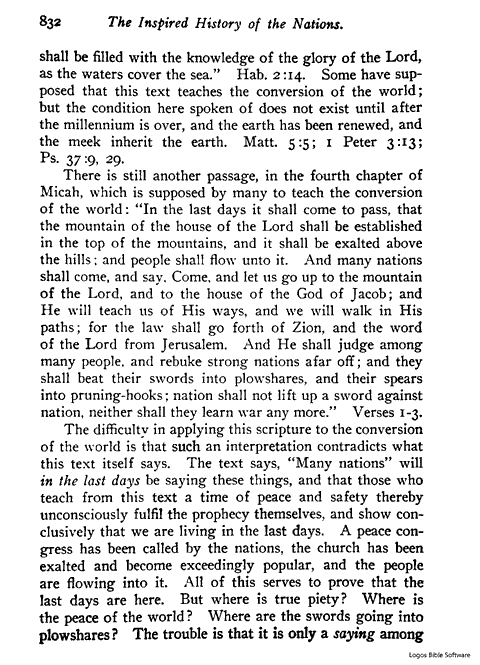 832 The Inspired History of the Nations.
shall be filled with the knowledge of the glory of the Lord,
as the waters cover the sea.” Hab. 2:14. Some have sup-
posed that this text teaches the conversion of the world;
but the condition here spoken of does not exist until after
the millennium is over, and the earth has been renewed, and
the meek inherit the earth. Matt. 5:5; 1 Peter 3:13;
Ps. 37:9, 29.
There is still another passage, in the fourth chapter of
Micah, which is supposed by many to teach the conversion
of the world: “In the last days it shall come to pass, that
the mountain of the house of the Lord shall be established
in the top of the mountains, and it shall be exalted above
the hills; and people shall flow unto it. And many nations
shall come, and say, Come, and let us go up to the mountain
of the Lord, and to the house of the God of Jacob; and
He will teach us of His ways, and we will walk in His
paths; for the law shall go forth of Zion, and the word
of the Lord from Jerusalem. And He shall judge among
many people, and rebuke strong nations afar off; and they
shall beat their swords into plowshares, and their spears
into pruning-hooks; nation shall not lift up a sword against
nation, neither shall they learn war any more.” Verses 1-3.
The difficulty in applying this scripture to the conversion
of the world is that such an interpretation contradicts what
this text itself says. The text says, “Many nations” will
in the last days be saying these things, and that those who
teach from this text a time of peace and safety thereby
unconsciously fulfil the prophecy themselves, and show con-
clusively that we are living in the last days. A peace con-
gress has been called by the nations, the church has been
exalted and become exceedingly popular, and the people
are flowing into it. All of this serves to prove that the
last days are here. But where is true piety? Where is
the peace of the world? Where are the swords going into
plowshares? The trouble is that it is only a saying among
Logos Bible Software